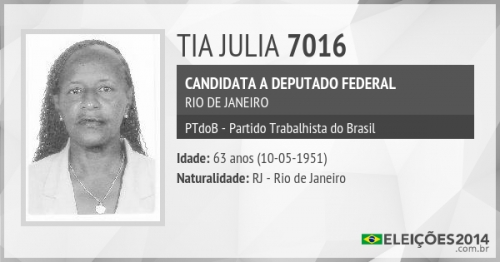 TIA JULIA 7016
CANDIDATA A DEPUTADO FEDERAL
RIO DE JANEIRO
PTdoB - Partido Trabalhista do Brasil
Idade: 63 anos (10-05-1951)
Naturalidade: RJ - Rio de Janeiro
ELEIÇÕES2014
.com.br